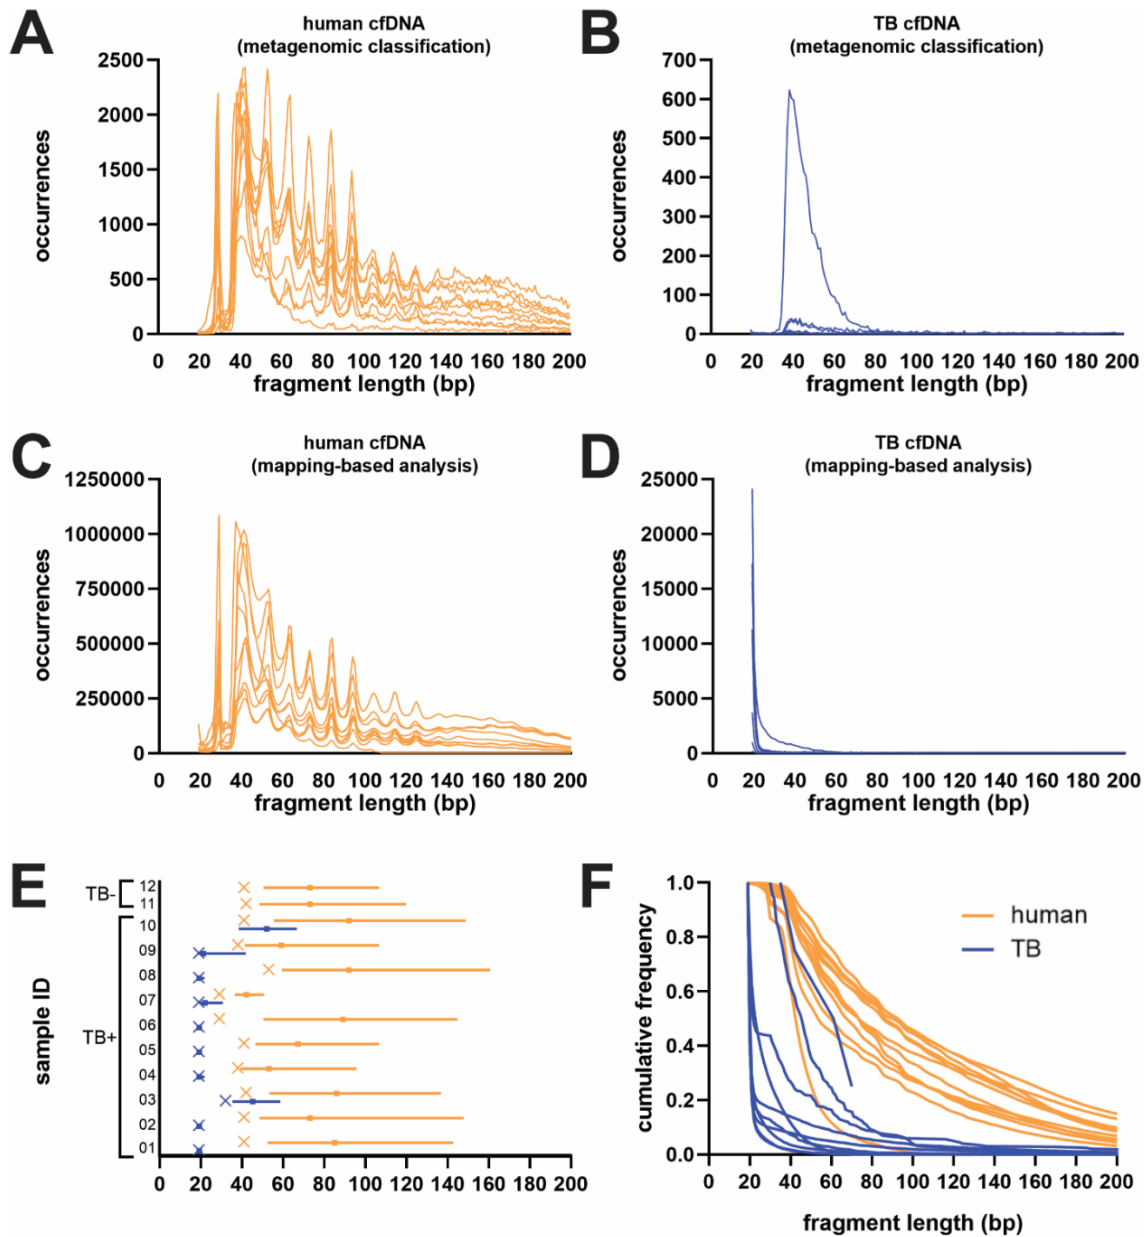 A
human cfDNA
(metagenomic classification)
occurrences
2500
2000
1500
1000
500
0
0 20 40 60 80 100 120 140 160 180 200
fragment length (bp)
B
TB cfDNA
(metagenomic classification)
occurrences
700
600
500
400
300
200
100
0
0 20 40 60 80 100 120 140 160 180 200
fragment length (bp)
C
human cfDNA
(mapping-based analysis)
occurrences
1250000
1000000
750000
500000
250000
0
0 20 40 60 80 100 120 140 160 180 200
fragment length (bp)
D
TB cfDNA
(mapping-based analysis)
occurrences
25000
20000
15000
10000
5000
0
0 20 40 60 80 100 120 140 160 180 200
fragment length (bp)
E
sample ID
TB-
TB+
12
11
10
09
08
07
06
05
04
03
02
01
0 20 40 60 80 100 120 140 160 180 200
F
cumulative frequency
1.0
0.8
0.6
0.4
0.2
0.0
human
TB
0 20 40 60 80 100 120 140 160 180 200
fragment length (bp)